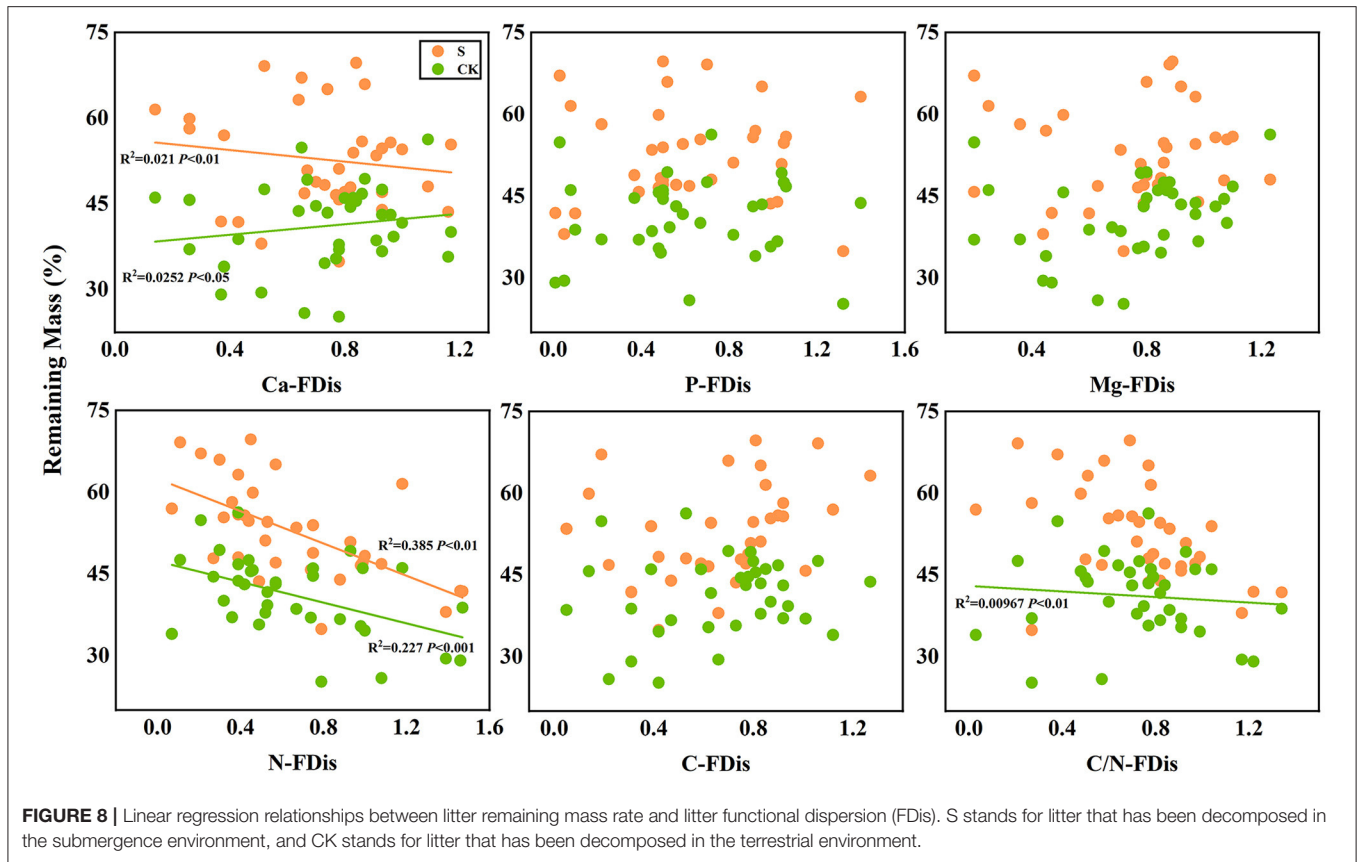 75
60
45
30
S
CK
R²=0.021 P<0.01
R²=0.0252 P<0.05
0.0 0.4 0.8 1.2
Ca-FDis
75
60
45
30
0.0 0.4 0.8 1.2 1.6
P-FDis
75
60
45
30
0.4 0.8 1.2
Mg-FDis
Remaining Mass (%)
75
60
45
30
R²=0.385 P<0.01
R²=0.227 P<0.001
0.0 0.4 0.8 1.2 1.6
N-FDis
75
60
45
30
0.0 0.4 0.8 1.2
C-FDis
75
60
45
30
R²=0.00967 P<0.01
0.0 0.4 0.8 1.2
C/N-FDis
FIGURE 8 | Linear regression relationships between litter remaining mass rate and litter functional dispersion (FDis). S stands for litter that has been decomposed in
the submergence environment, and CK stands for litter that has been decomposed in the terrestrial environment.